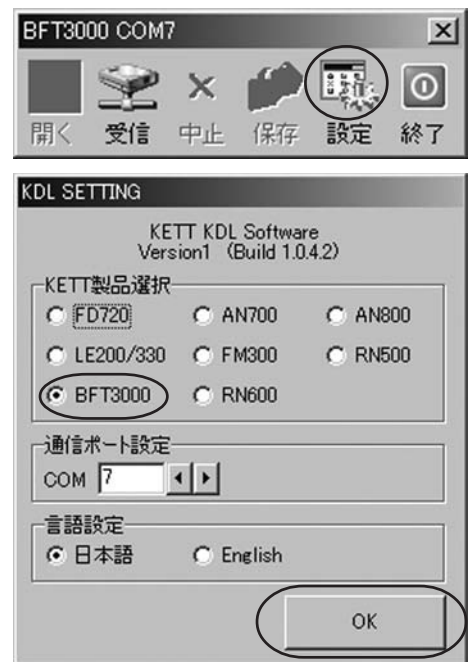 BFT3000 COM7
開く 受信 中止 保存 設定 終了
KDL SETTING
KETT KDL Software
Version1 (Build 1.0.4.2)
KETT製品選択
FD720 AN700 AN800
LE200/330 FM300 RN500
BFT3000 RN600
通信ポート設定
COM 7
言語設定
日本語 English
OK